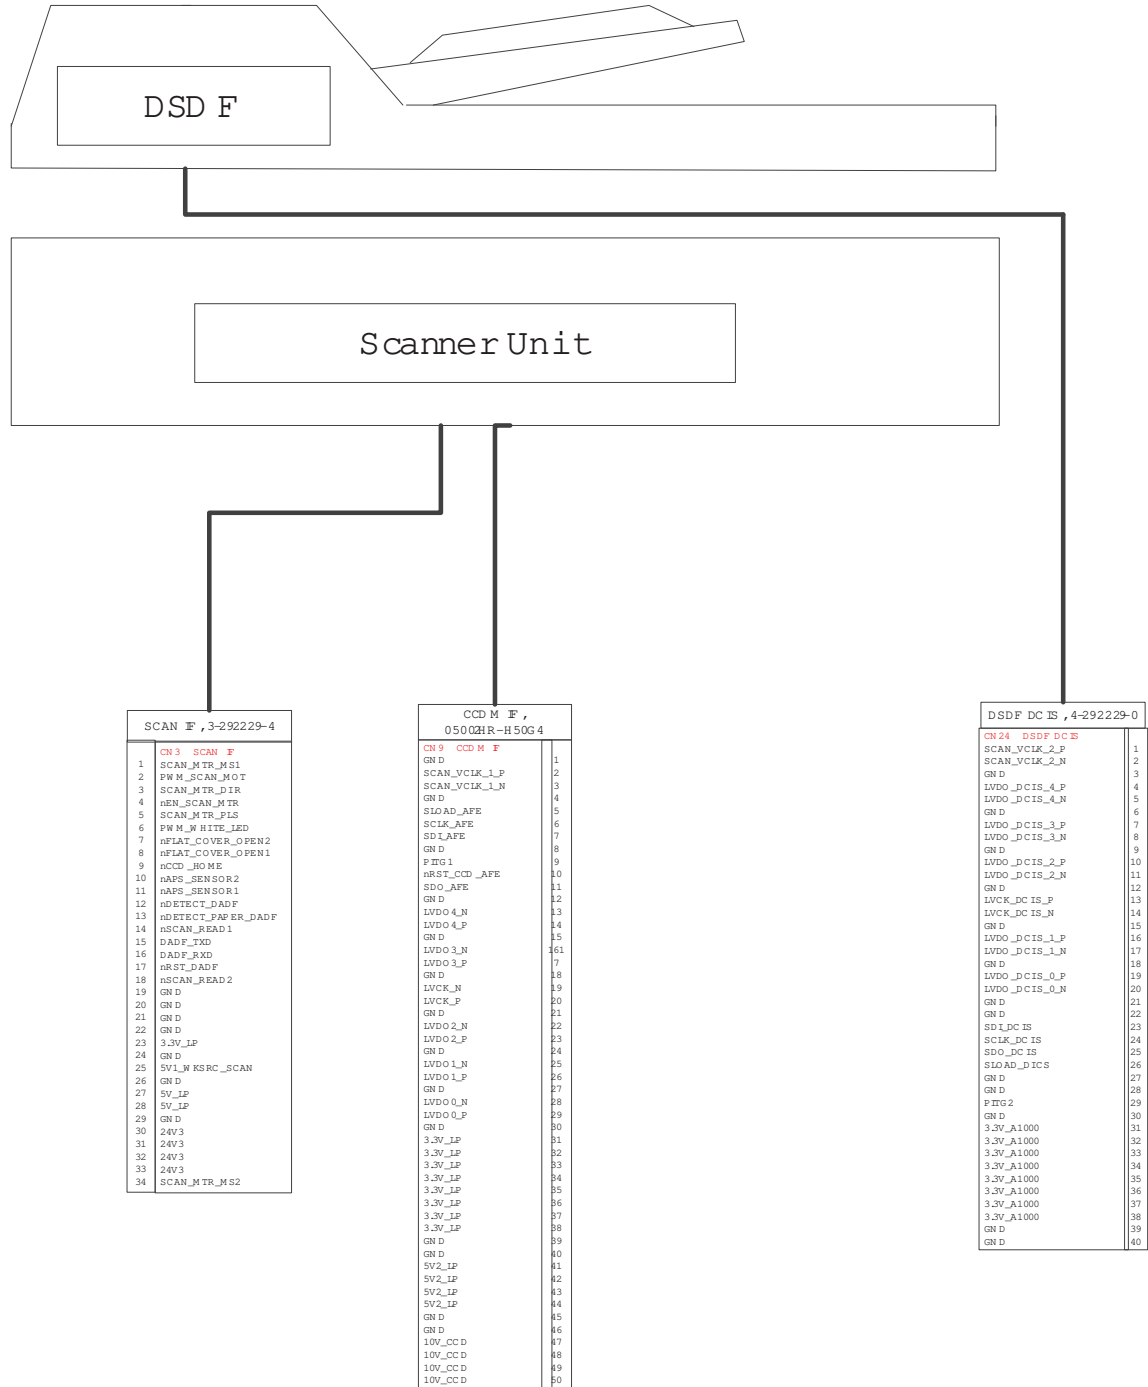 DSDF
Scanner Unit
SCAN IF,3-292229-4
CN3 SCAN IF
1 SCAN_MTR_MS1
2 PWM_SCAN_MOT
3 SCAN_MTR_DIR
4 nEN_SCAN_MTR
5 SCAN_MTR_PLS
6 PWM_WHITE_LED
7 nFLAT_COVER_OPEN2
8 nFLAT_COVER_OPEN1
9 nCCD_HOME
10 nAPS_SENSOR2
11 nAPS_SENSOR1
12 nDETECT_DADF
13 nDETECT_PAPER_DADF
14 nSCAN_READ1
15 DADF_TXD
16 DADF_RXD
17 nRST_DADF
18 nSCAN_READ2
19 GND
20 GND
21 GND
22 GND
23 3.3V_LP
24 GND
25 5V1_WKSRC_SCAN
26 GND
27 5V_LP
28 5V_LP
29 GND
30 24V3
31 24V3
32 24V3
33 24V3
34 SCAN_MTR_MS2
CCDM IF,
05002HR-H50G4
CN9 CCDM IF
GND 1
SCAN_VCLK_1_P 2
SCAN_VCLK_1_N 3
GND 4
SLOAD_AFE 5
SCLK_AFE 6
SDI_AFE 7
GND 8
PITG1 9
nRST_CCD_AFE 10
SDO_AFE 11
GND 12
LVDO4_N 13
LVDO4_P 14
GND 15
LVDO3_N 161
LVDO3_P 7
GND 18
LVCK_N 19
LVCK_P 20
GND 21
LVDO2_N 22
LVDO2_P 23
GND 24
LVDO1_N 25
LVDO1_P 26
GND 27
LVDO0_N 28
LVDO0_P 29
GND 30
3.3V_LP 31
3.3V_LP 32
3.3V_LP 33
3.3V_LP 34
3.3V_LP 35
3.3V_LP 36
3.3V_LP 37
3.3V_LP 38
GND 39
GND 40
5V2_LP 41
5V2_LP 42
5V2_LP 43
5V2_LP 44
GND 45
GND 46
10V_CCD 47
10V_CCD 48
10V_CCD 49
10V_CCD 50
DSDF DCIS,4-292229-0
CN24 DSDF DCIS
SCAN_VCLK_2_P 1
SCAN_VCLK_2_N 2
GND 3
LVDO_DCIS_4_P 4
LVDO_DCIS_4_N 5
GND 6
LVDO_DCIS_3_P 7
LVDO_DCIS_3_N 8
GND 9
LVDO_DCIS_2_P 10
LVDO_DCIS_2_N 11
GND 12
LVCK_DCIS_P 13
LVCK_DCIS_N 14
GND 15
LVDO_DCIS_1_P 16
LVDO_DCIS_1_N 17
GND 18
LVDO_DCIS_0_P 19
LVDO_DCIS_0_N 20
GND 21
GND 22
SDI_DCIS 23
SCLK_DCIS 24
SDO_DCIS 25
SLOAD_DICS 26
GND 27
GND 28
PITG2 29
GND 30
3.3V_A1000 31
3.3V_A1000 32
3.3V_A1000 33
3.3V_A1000 34
3.3V_A1000 35
3.3V_A1000 36
3.3V_A1000 37
3.3V_A1000 38
GND 39
GND 40